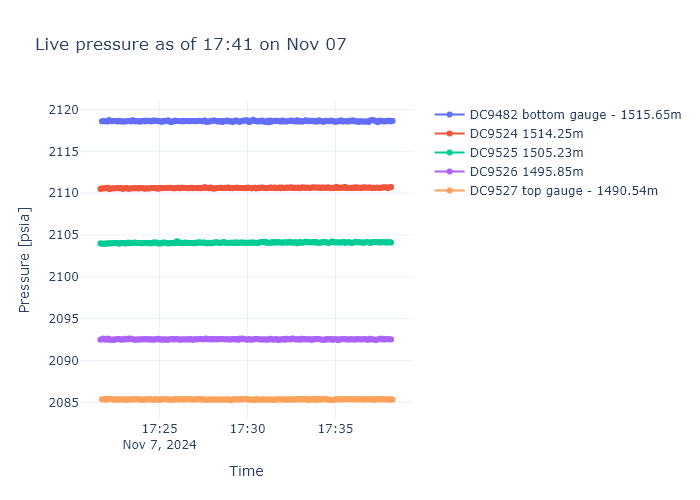 Live pressure as of 17:41 on Nov 07
DC9482 bottom gauge - 1515.65m
DC9524 1514.25m
DC9525 1505.23m
DC9526 1495.85m
DC9527 top gauge - 1490.54m
Pressure [psia]
2120
2115
2110
2105
2100
2095
2090
2085
17:25
Nov 7, 2024
17:30
17:35
Time